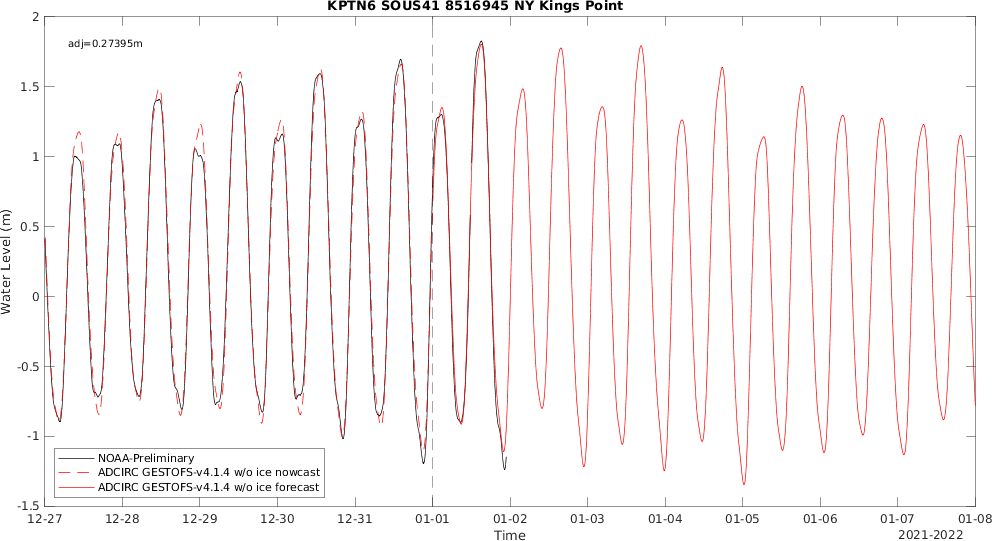 KPTN6 SOUS41 8516945 NY Kings Point
adj=0.27395m
2
1.5
1
0.5
0
-0.5
-1
-1.5
Water Level (m)
NOAA-Preliminary
ADCIRC GESTOFS-v4.1.4 w/o ice nowcast
ADCIRC GESTOFS-v4.1.4 w/o ice forecast
12-27 12-28 12-29 12-30 12-31 01-01 01-02 01-03 01-04 01-05 01-06 01-07 01-08
Time
2021-2022